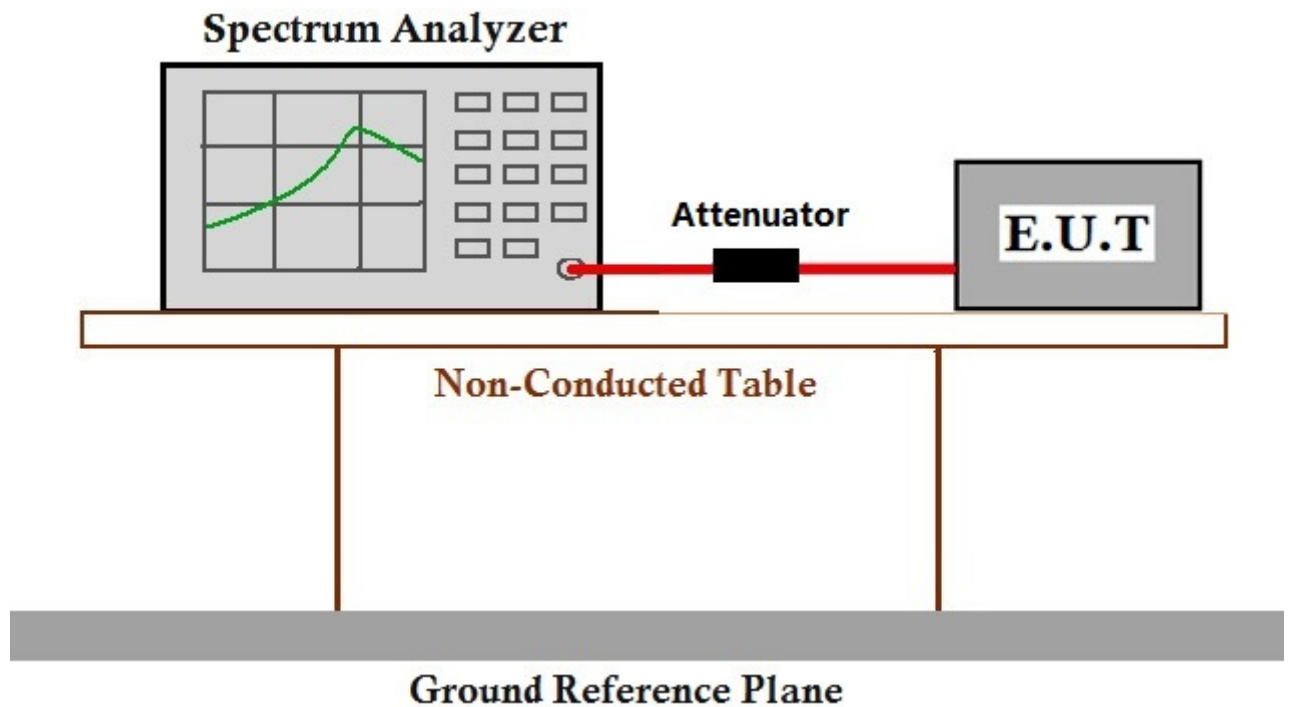 Spectrum Analyzer
Attenuator
E.U.T
Non-Conducted Table
Ground Reference Plane